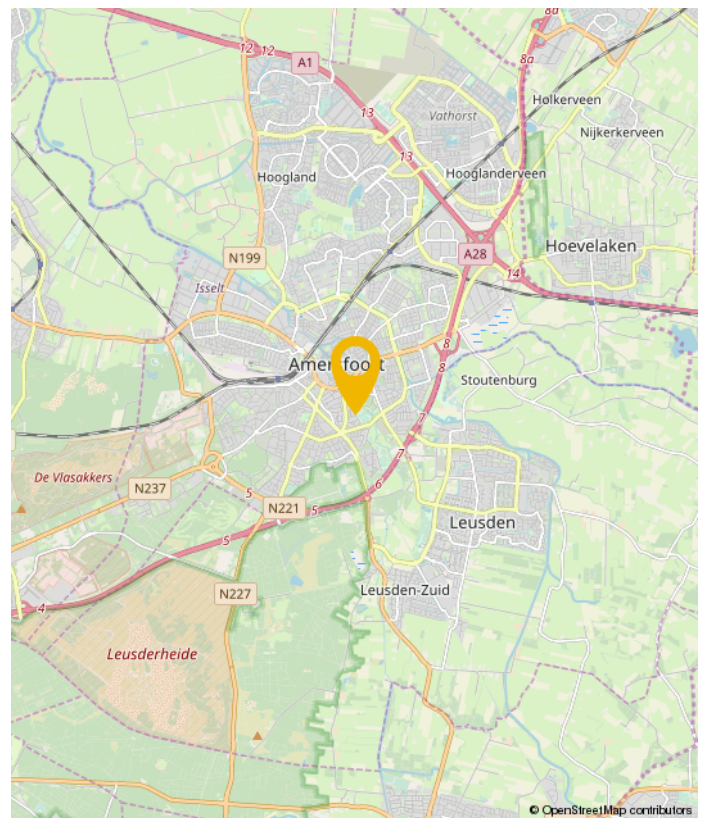 8a
12
12
A1
8a
13
Vathorst
Holkerveen
Nijkerkerveen
13
Hooglanderveen
Hoogland
Hoevelaken
N199
A28
14
Isselt
8
Amersfoort
8
Stoutenburg
7
De Vlasakkers
7
N237
5
6
N221
5
Leusden
5
N227
Leusden-Zuid
4
Leusderheide
© OpenStreetMap contributors